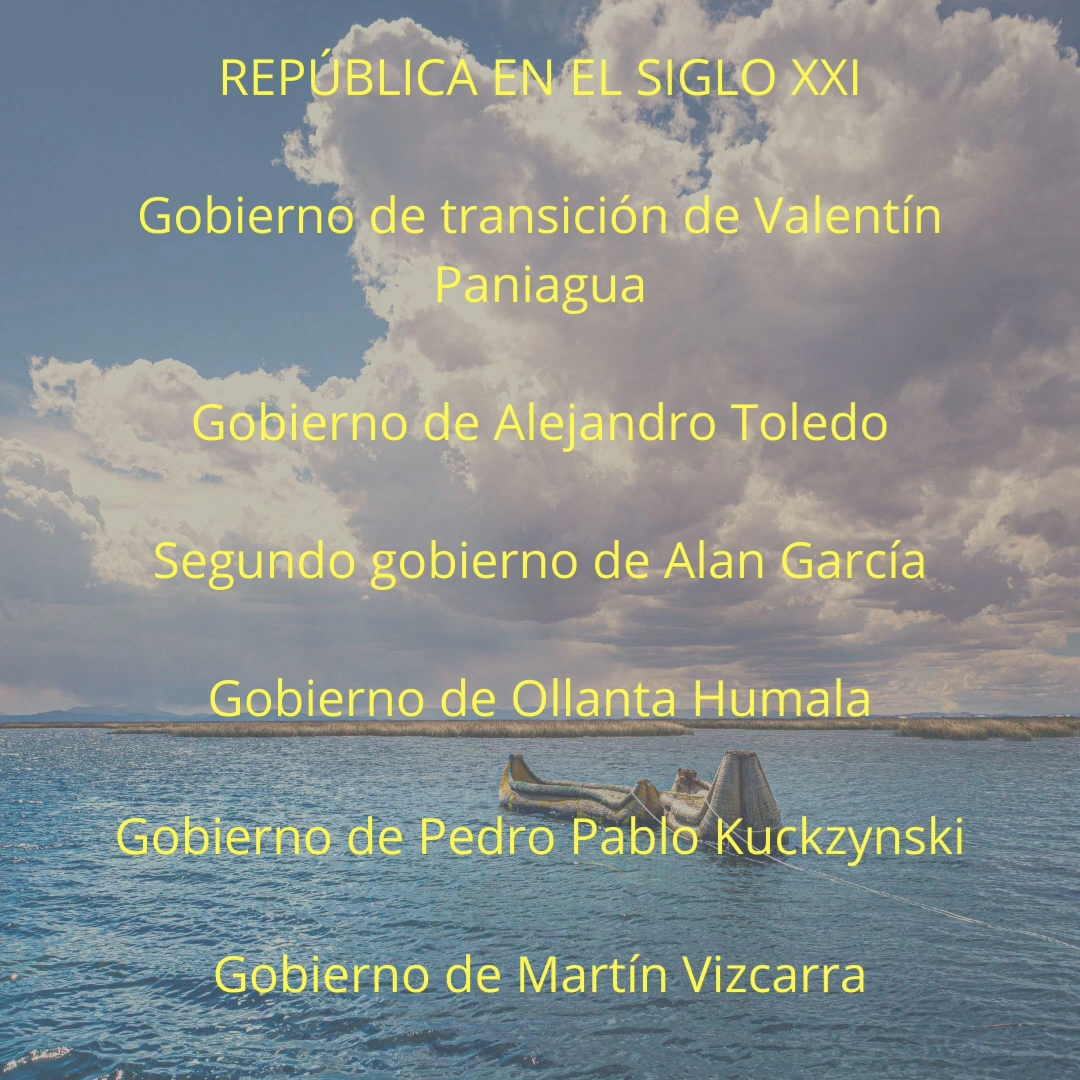 REPÚBLICA EN EL SIGLO XXI
Gobierno de transición de Valentín
Paniagua
Gobierno de Alejandro Toledo
Segundo gobierno de Alan García
Gobierno de Ollanta Humala
Gobierno de Pedro Pablo Kuckzynski
Gobierno de Martín Vizcarra